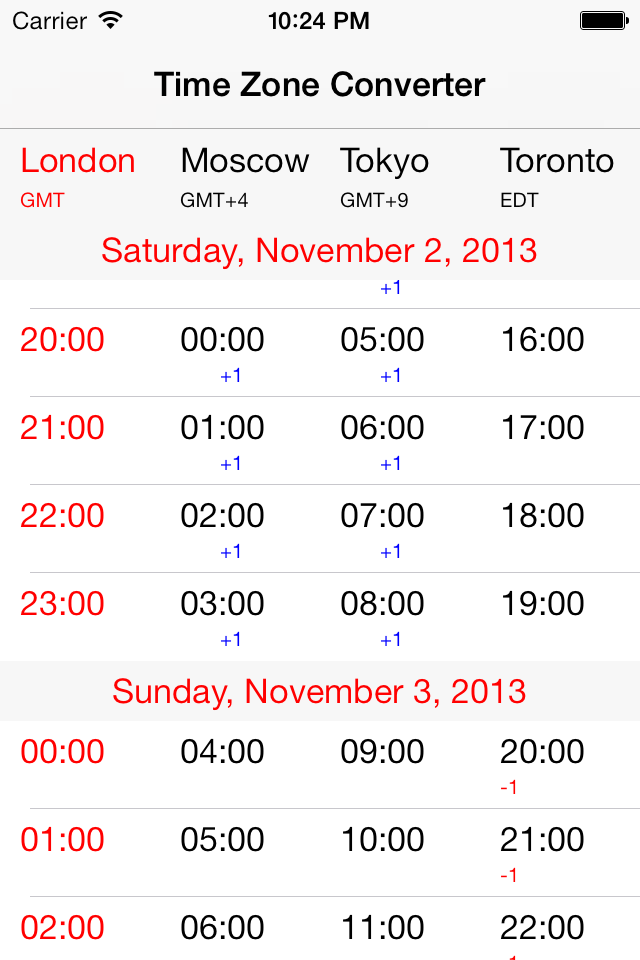 Carrier 10:24 PM
Time Zone Converter
London Moscow Tokyo Toronto
GMT GMT+4 GMT+9 EDT
Saturday, November 2, 2013
+1
20:00 00:00 05:00 16:00
+1 +1
21:00 01:00 06:00 17:00
+1 +1
22:00 02:00 07:00 18:00
+1 +1
23:00 03:00 08:00 19:00
+1 +1
Sunday, November 3, 2013
00:00 04:00 09:00 20:00
-1
01:00 05:00 10:00 21:00
-1
02:00 06:00 11:00 22:00